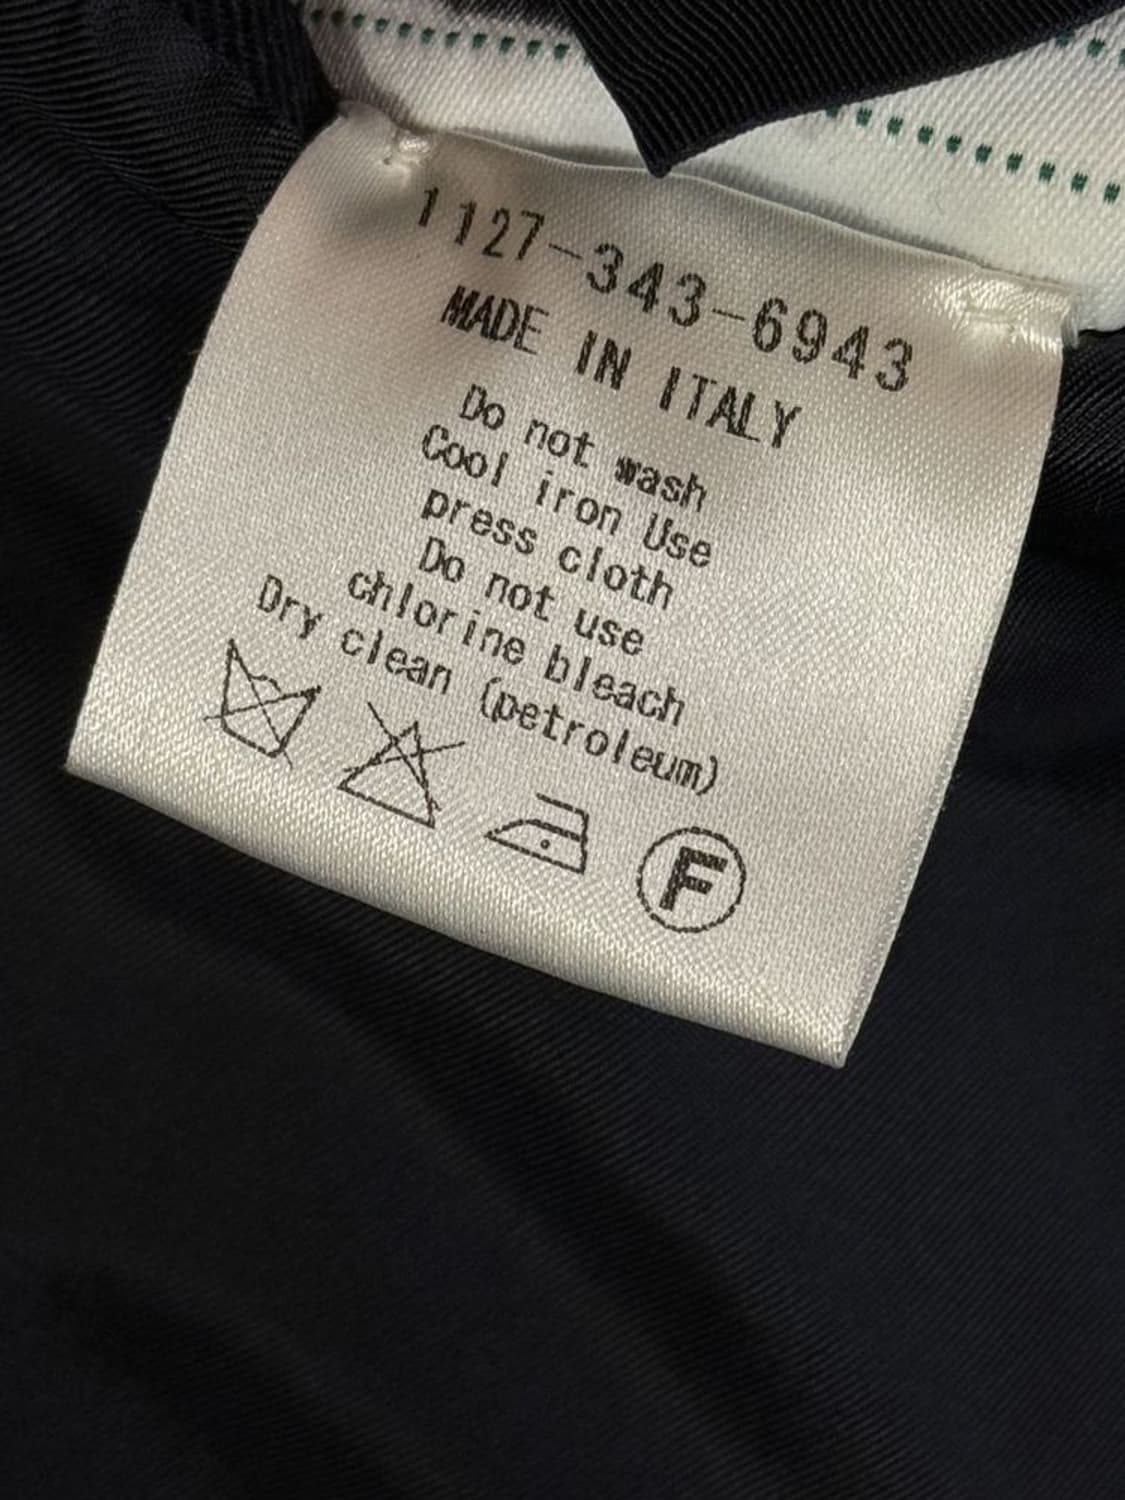 1127-343-6943
MADE IN ITALY
Do not wash
Cool iron Use
press cloth
Do not use
chlorine bleach
Dry clean (petroleum)
F